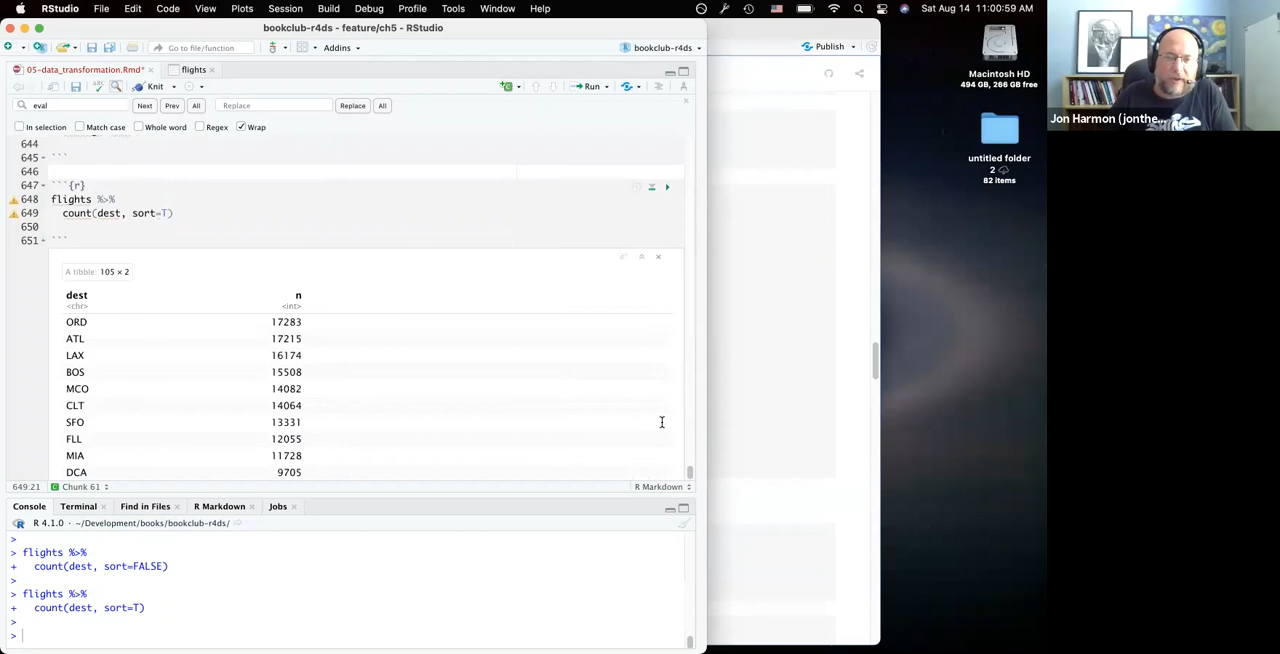 RStudio File Edit Code View Plots Session Build Debug Profile Tools Window Help Sat Aug 14 11:00:59 AM
bookclub-r4ds - feature/ch5 - RStudio
Go to file/function Addins bookclub-r4ds Publish
05-data_transformation.Rmd* flights
Knit Run
eval Next Prev All Replace Replace All
In selection Match case Whole word Regex Wrap
644
645 ```
646
647 ```{r}
648 flights %>%
649 count(dest, sort=T)
650
651 ```
A tibble: 105 × 2
dest n
<chr> <int>
ORD 17283
ATL 17215
LAX 16174
BOS 15508
MCO 14082
CLT 14064
SFO 13331
FLL 12055
MIA 11728
DCA 9705
649:21 Chunk 61 R Markdown
Console Terminal Find in Files R Markdown Jobs
R 4.1.0 · ~/Development/books/bookclub-r4ds/
>
> flights %>%
+ count(dest, sort=FALSE)
>
> flights %>%
+ count(dest, sort=T)
>
>
Macintosh HD
494 GB, 266 GB free
untitled folder
2
82 items
Jon Harmon (jonthe...